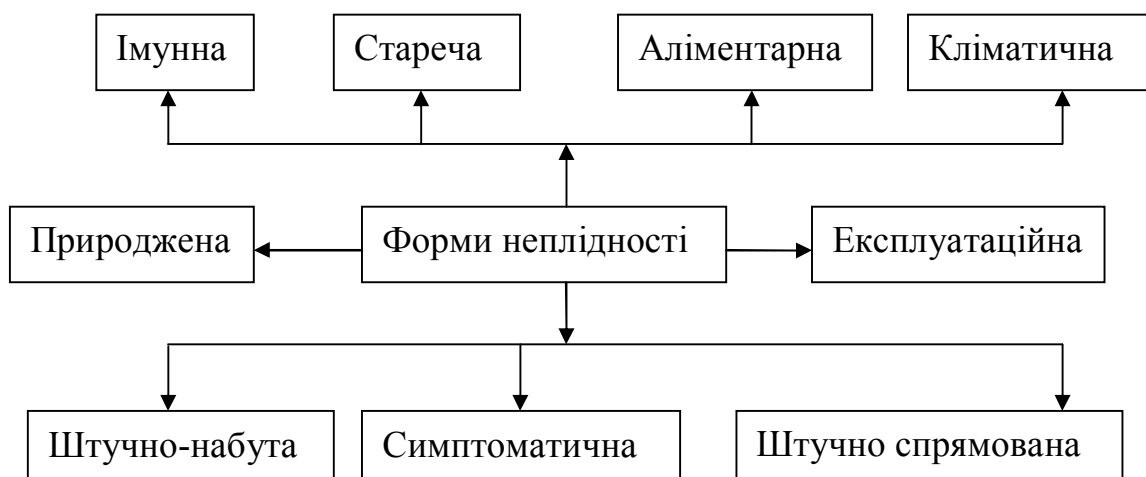 Імунна
Стареча
Аліментарна
Кліматична
Природжена
Форми неплідності
Експлуатаційна
Штучно-набута
Симптоматична
Штучно спрямована